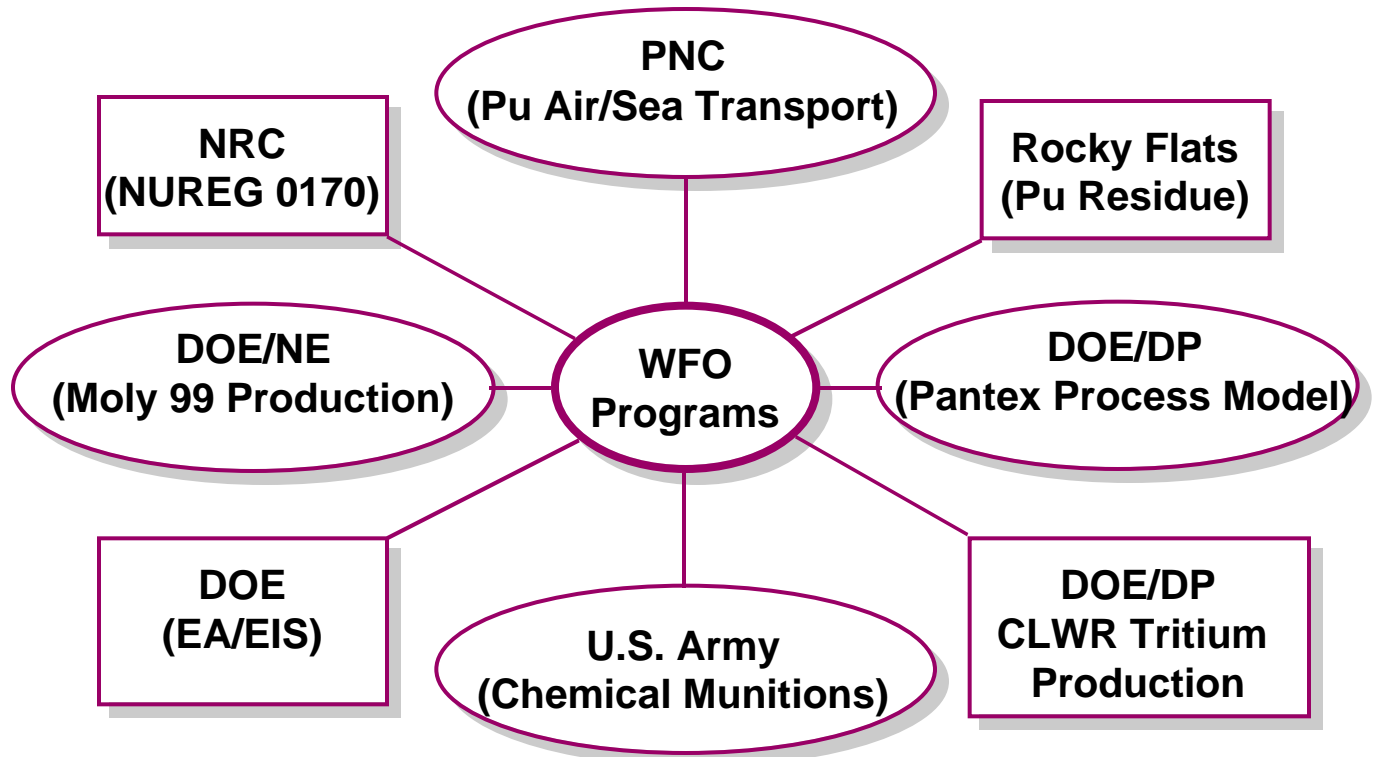 PNC
(Pu Air/Sea Transport)
NRC
(NUREG 0170)
Rocky Flats
(Pu Residue)
DOE/NE
(Moly 99 Production)
WFO
Programs
DOE/DP
(Pantex Process Model)
DOE
(EA/EIS)
U.S. Army
(Chemical Munitions)
DOE/DP
CLWR Tritium
Production